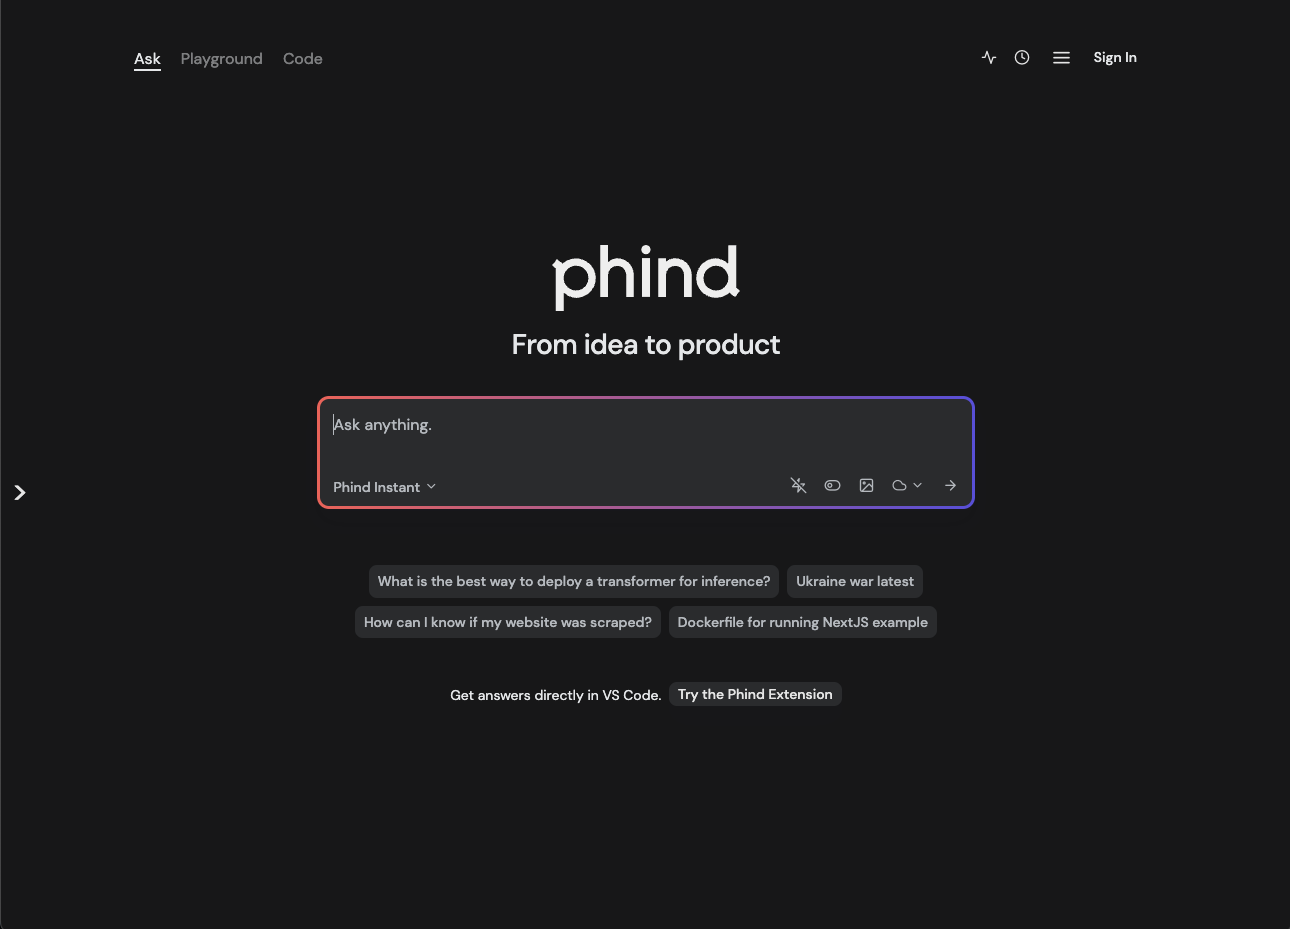 Ask Playground Code Sign In
phind
From idea to product
Ask anything.
Phind Instant
What is the best way to deploy a transformer for inference? Ukraine war latest
How can I know if my website was scraped? Dockerfile for running NextJS example
Get answers directly in VS Code. Try the Phind Extension